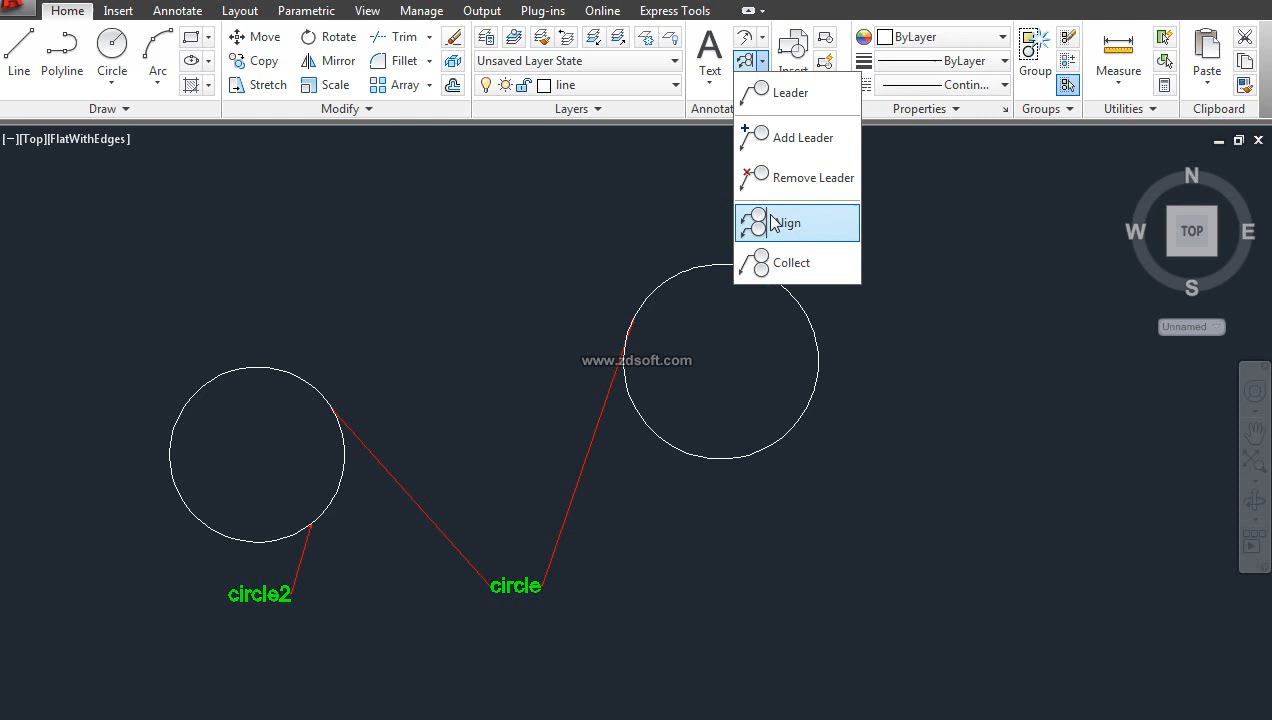 Home Insert Annotate Layout Parametric View Manage Output Plug-ins Online Express Tools
Line Polyline Circle Arc
Move Rotate Trim
Copy Mirror Fillet
Stretch Scale Array
Unsaved Layer State
line
Text
ByLayer
ByLayer
Contin...
Group
Measure
Paste
Draw Modify Layers Properties Groups Utilities Clipboard
Leader
Add Leader
Remove Leader
Align
Collect
[−][Top][FlatWithEdges]
N
W TOP E
S
Unnamed
www.zdsoft.com
circle2
circle